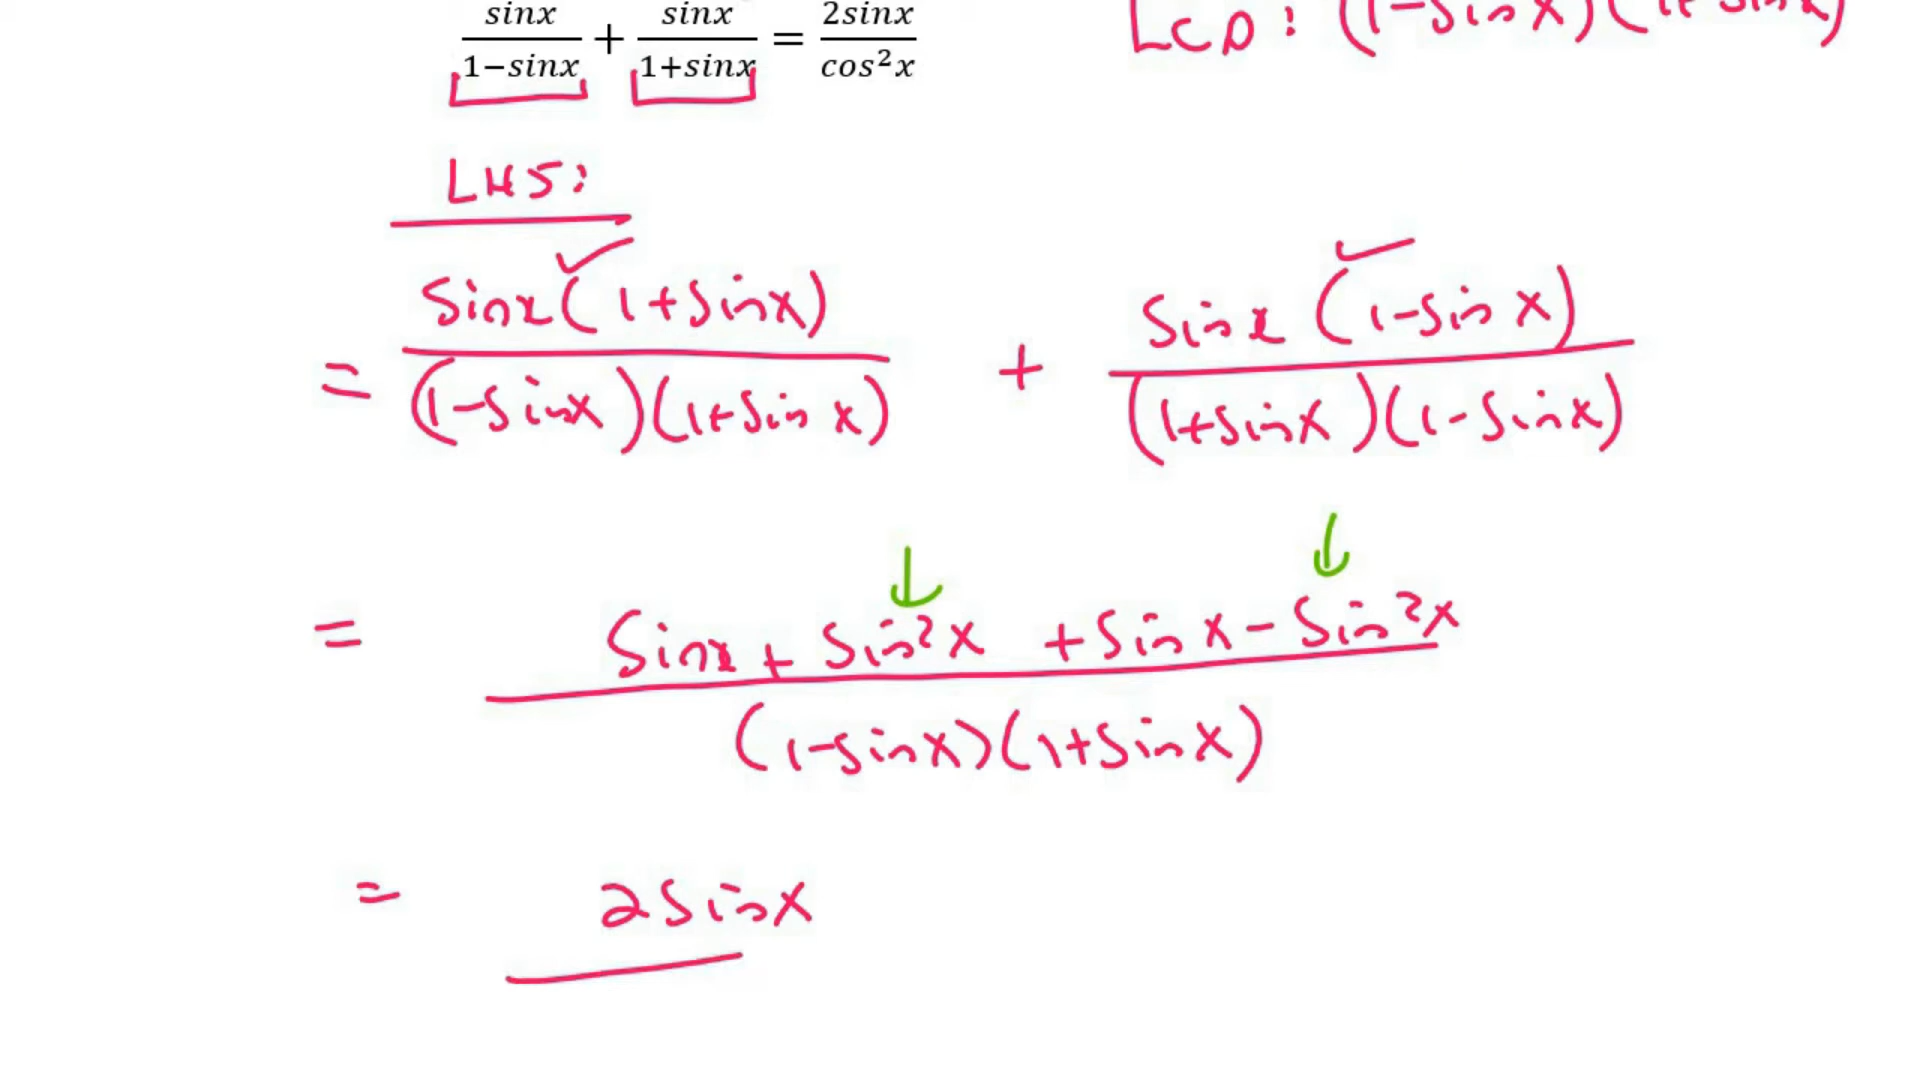 sinx/1−sinx + sinx/1+sinx = 2sinx/cos²x
LCD: (1-sinx)(1+sinx)
LHS:
= sinx(1+sinx)/(1-sinx)(1+sinx) + sinx(1-sinx)/(1+sinx)(1-sinx)
= sinx + sin²x + sinx - sin²x/(1-sinx)(1+sinx)
= 2sinx